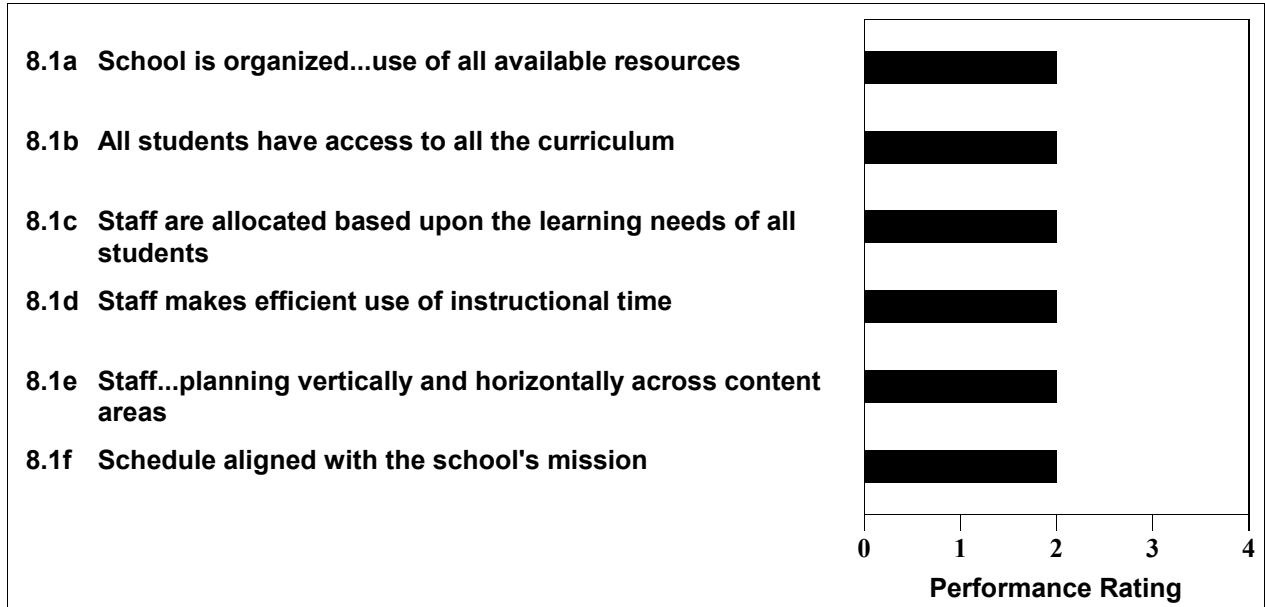 8.1a School is organized...use of all available resources
8.1b All students have access to all the curriculum
8.1c Staff are allocated based upon the learning needs of all
students
8.1d Staff makes efficient use of instructional time
8.1e Staff...planning vertically and horizontally across content
areas
8.1f Schedule aligned with the school's mission
0 1 2 3 4
Performance Rating